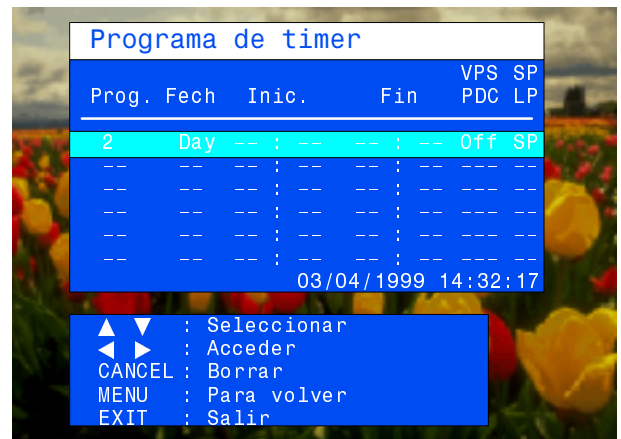 Programa de timer
VPS SP
Prog. Fech Inic. Fin PDC LP
2 Day -- : -- -- : -- Off SP
-- -- -- : -- -- : -- --- --
-- -- -- : -- -- : -- --- --
-- -- -- : -- -- : -- --- --
-- -- -- : -- -- : -- --- --
-- -- -- : -- -- : -- --- --
03/04/1999 14:32:17
▲ ▼ : Seleccionar
◀ ▶ : Acceder
CANCEL : Borrar
MENU : Para volver
EXIT : Salir